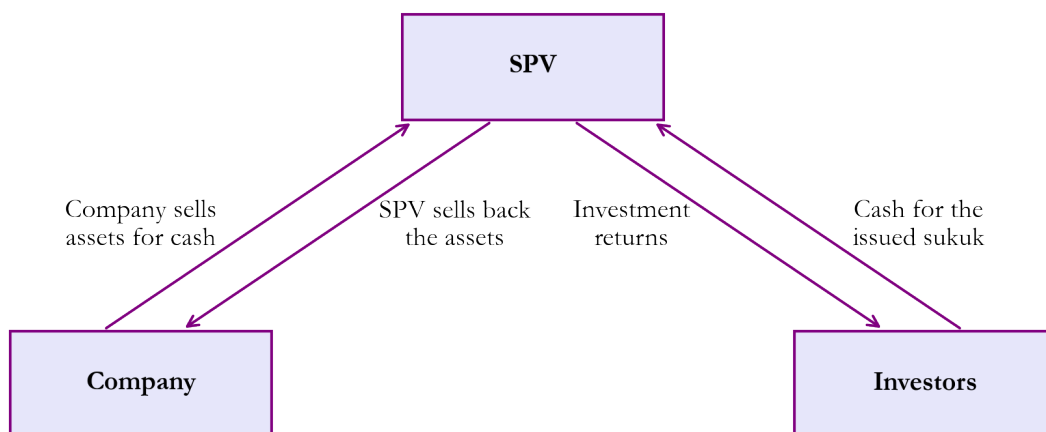 SPV
Company sells
assets for cash
SPV sells back
the assets
Investment
returns
Cash for the
issued sukuk
Company
Investors